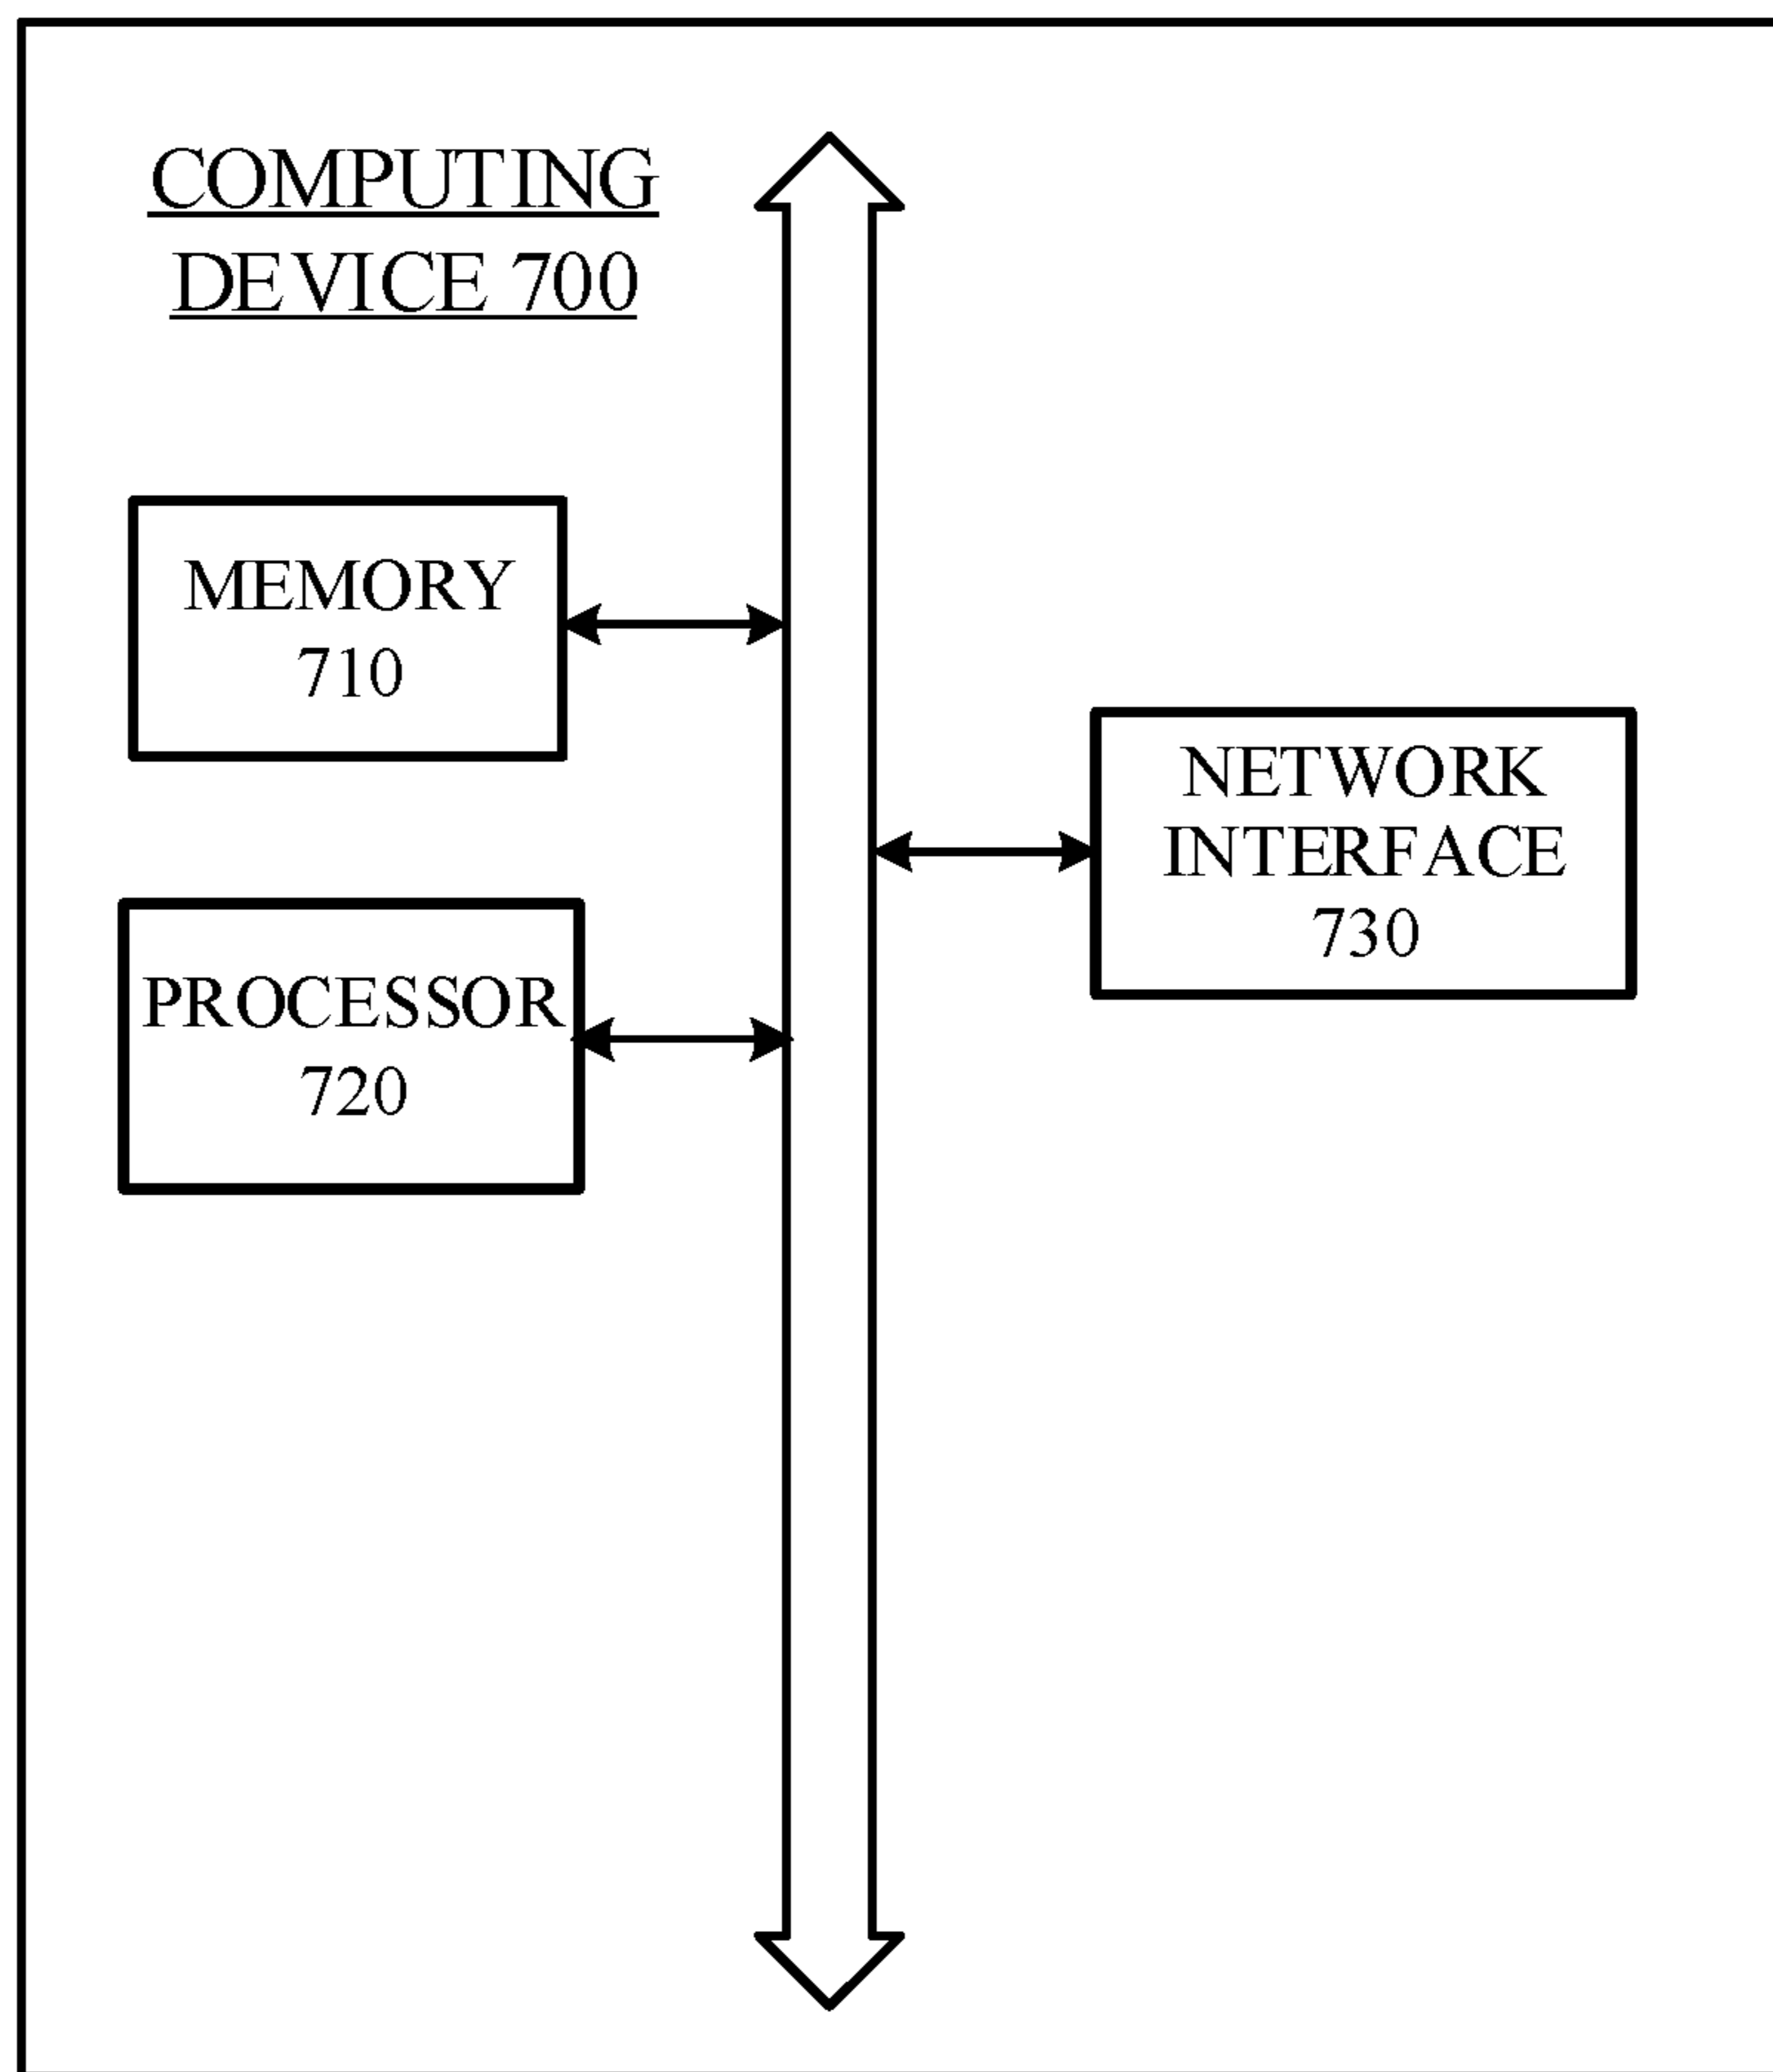 COMPUTING
DEVICE 700
MEMORY
710
NETWORK
INTERFACE
730
PROCESSOR
720